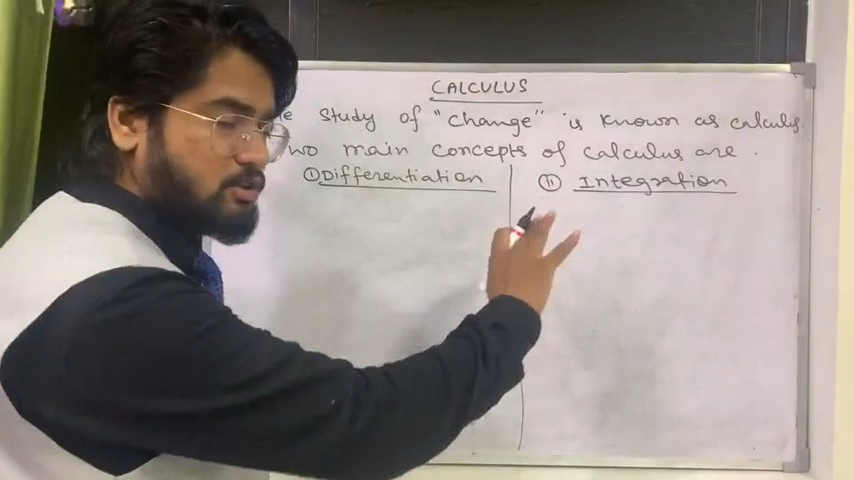 CALCULUS
study of "change" is known as calculus
main concepts of calculus are .
① Differentiation
ⓘⓘ Integration